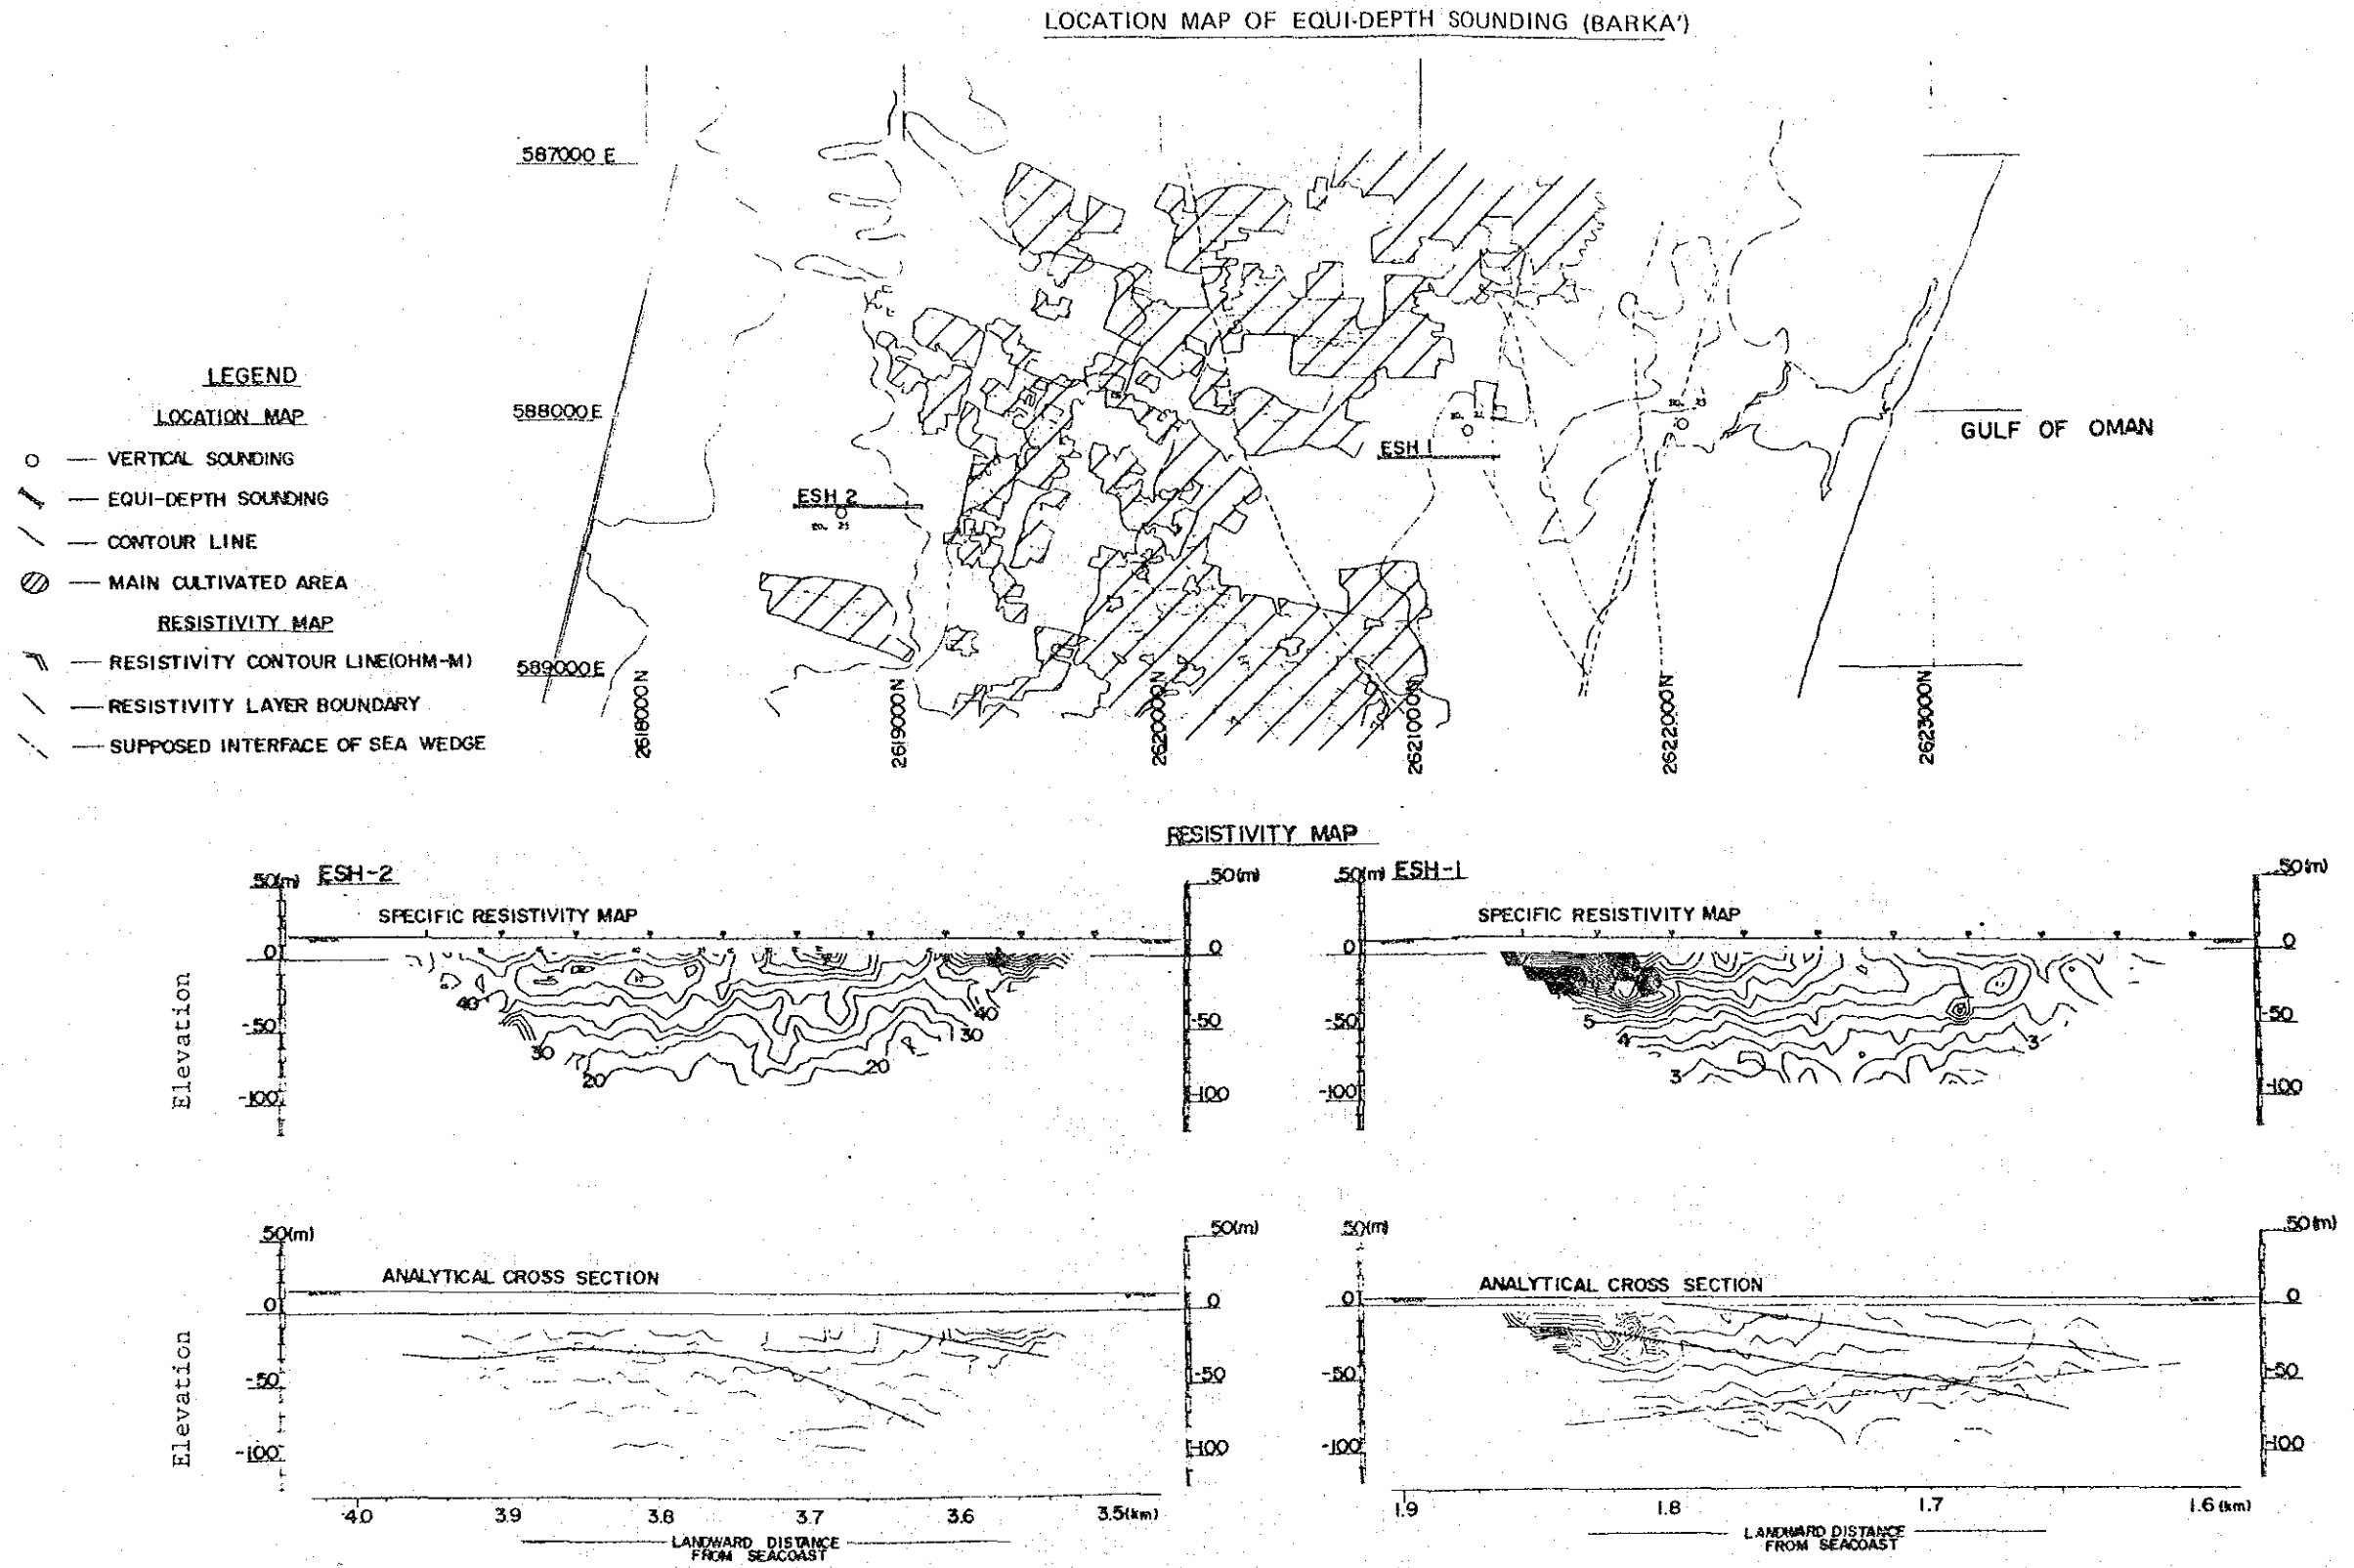 LOCATION MAP OF EQUI-DEPTH SOUNDING (BARKA')
587000 E
588000 E
589000 E
LEGEND
LOCATION MAP
VERTICAL SOUNDING
EQUI-DEPTH SOUNDING
CONTOUR LINE
MAIN CULTIVATED AREA
RESISTIVITY MAP
RESISTIVITY CONTOUR LINE(OHM-M)
RESISTIVITY LAYER BOUNDARY
SUPPOSED INTERFACE OF SEA WEDGE
ESH 2
ESH 1
GULF OF OMAN
2618000N
2619000N
2620000N
2621000N
2622000N
2623000N
RESISTIVITY MAP
50(m) ESH-2
50(m)
SPECIFIC RESISTIVITY MAP
0
0
-50
-50
-100
-100
40
40
30
30
20
20
Elevation
50(m) ESH-1
50(m)
SPECIFIC RESISTIVITY MAP
0
0
-50
-50
-100
-100
5
4
3
3
50(m)
50(m)
ANALYTICAL CROSS SECTION
0
0
-50
-50
-100
-100
Elevation
4.0 3.9 3.8 3.7 3.6 3.5(km)
LANDWARD DISTANCE
FROM SEACOAST
50(m)
50(m)
ANALYTICAL CROSS SECTION
0
0
-50
-50
-100
-100
1.9 1.8 1.7 1.6(km)
LANDWARD DISTANCE
FROM SEACOAST